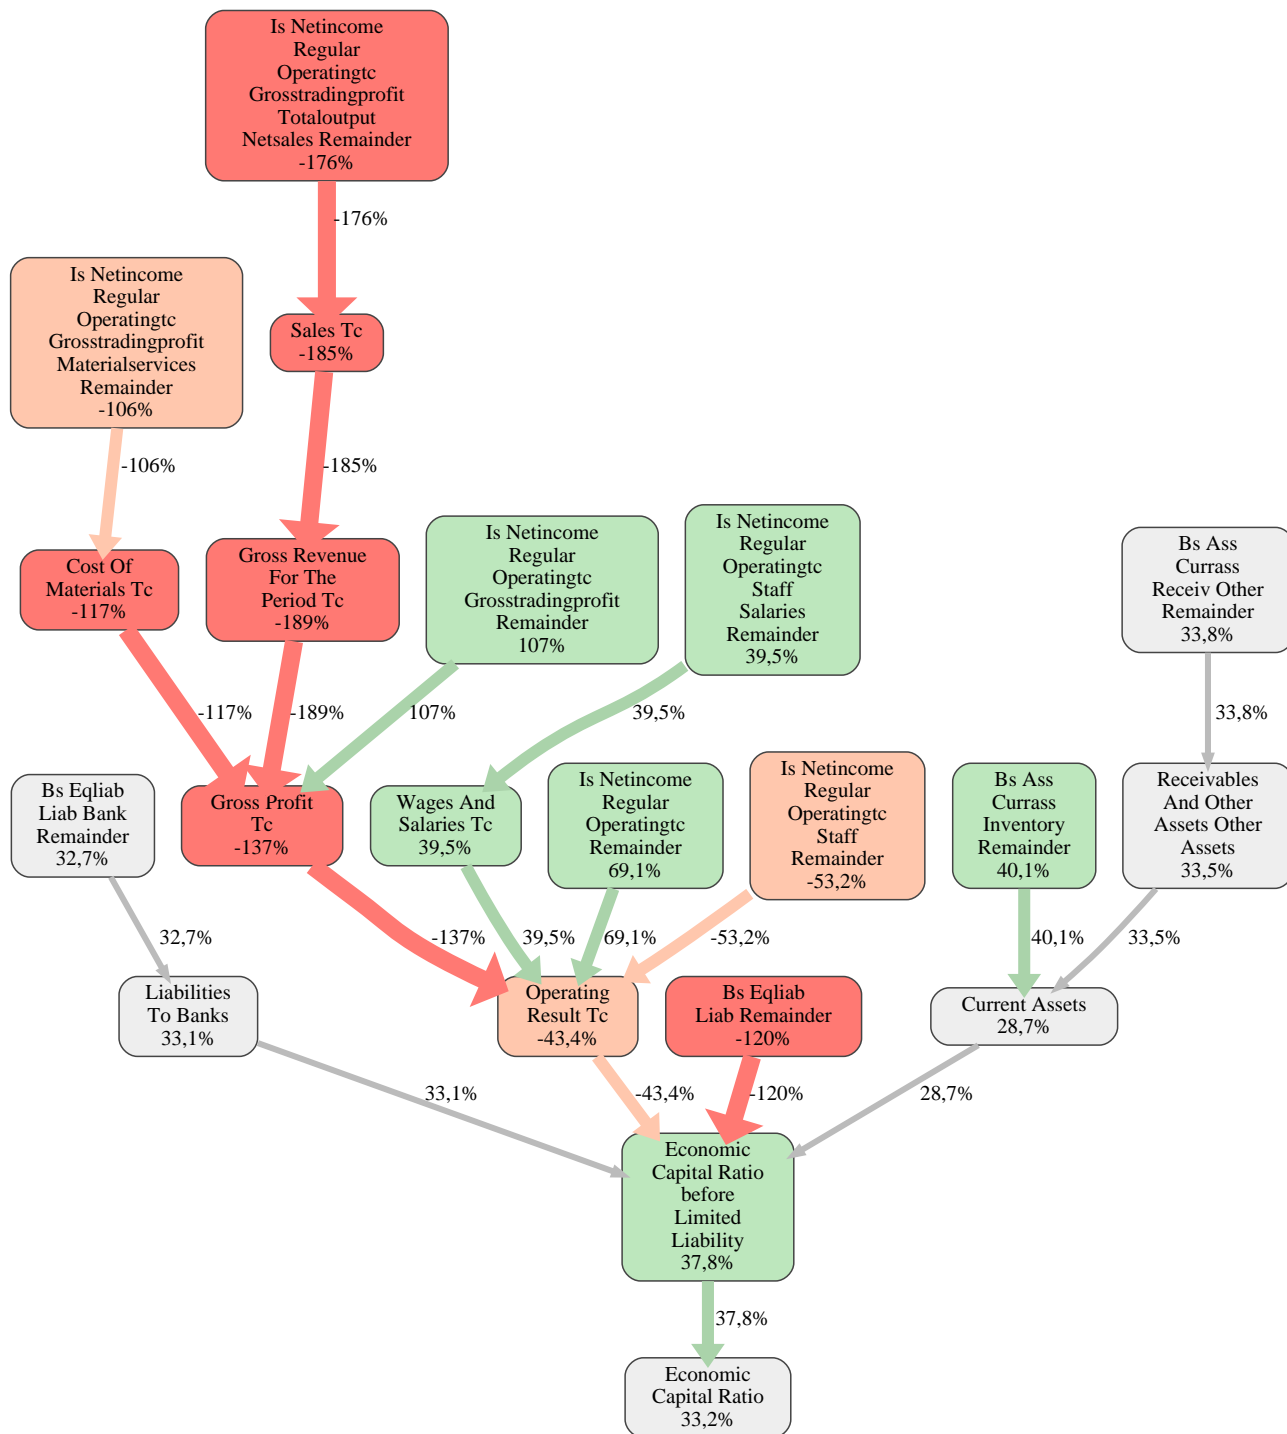 Is Netincome
Regular
Operatingtc
Grosstradingprofit
Totaloutput
Netsales Remainder
-176%
-176%
Is Netincome
Regular
Operatingtc
Grosstradingprofit
Materialservices
Remainder
-106%
Sales Tc
-185%
-106%
-185%
Cost Of
Materials Tc
-117%
Gross Revenue
For The
Period Tc
-189%
Is Netincome
Regular
Operatingtc
Grosstradingprofit
Remainder
107%
Is Netincome
Regular
Operatingtc
Staff
Salaries
Remainder
39,5%
Bs Ass
Currass
Receiv Other
Remainder
33,8%
-117%
-189%
107%
39,5%
33,8%
Bs Eqliab
Liab Bank
Remainder
32,7%
Gross Profit
Tc
-137%
Wages And
Salaries Tc
39,5%
Is Netincome
Regular
Operatingtc
Remainder
69,1%
Is Netincome
Regular
Operatingtc
Staff
Remainder
-53,2%
Bs Ass
Currass
Inventory
Remainder
40,1%
Receivables
And Other
Assets Other
Assets
33,5%
32,7%
-137%
39,5%
69,1%
-53,2%
40,1%
33,5%
Liabilities
To Banks
33,1%
Operating
Result Tc
-43,4%
Bs Eqliab
Liab Remainder
-120%
Current Assets
28,7%
33,1%
-43,4%
-120%
28,7%
Economic
Capital Ratio
before
Limited
Liability
37,8%
37,8%
Economic
Capital Ratio
33,2%